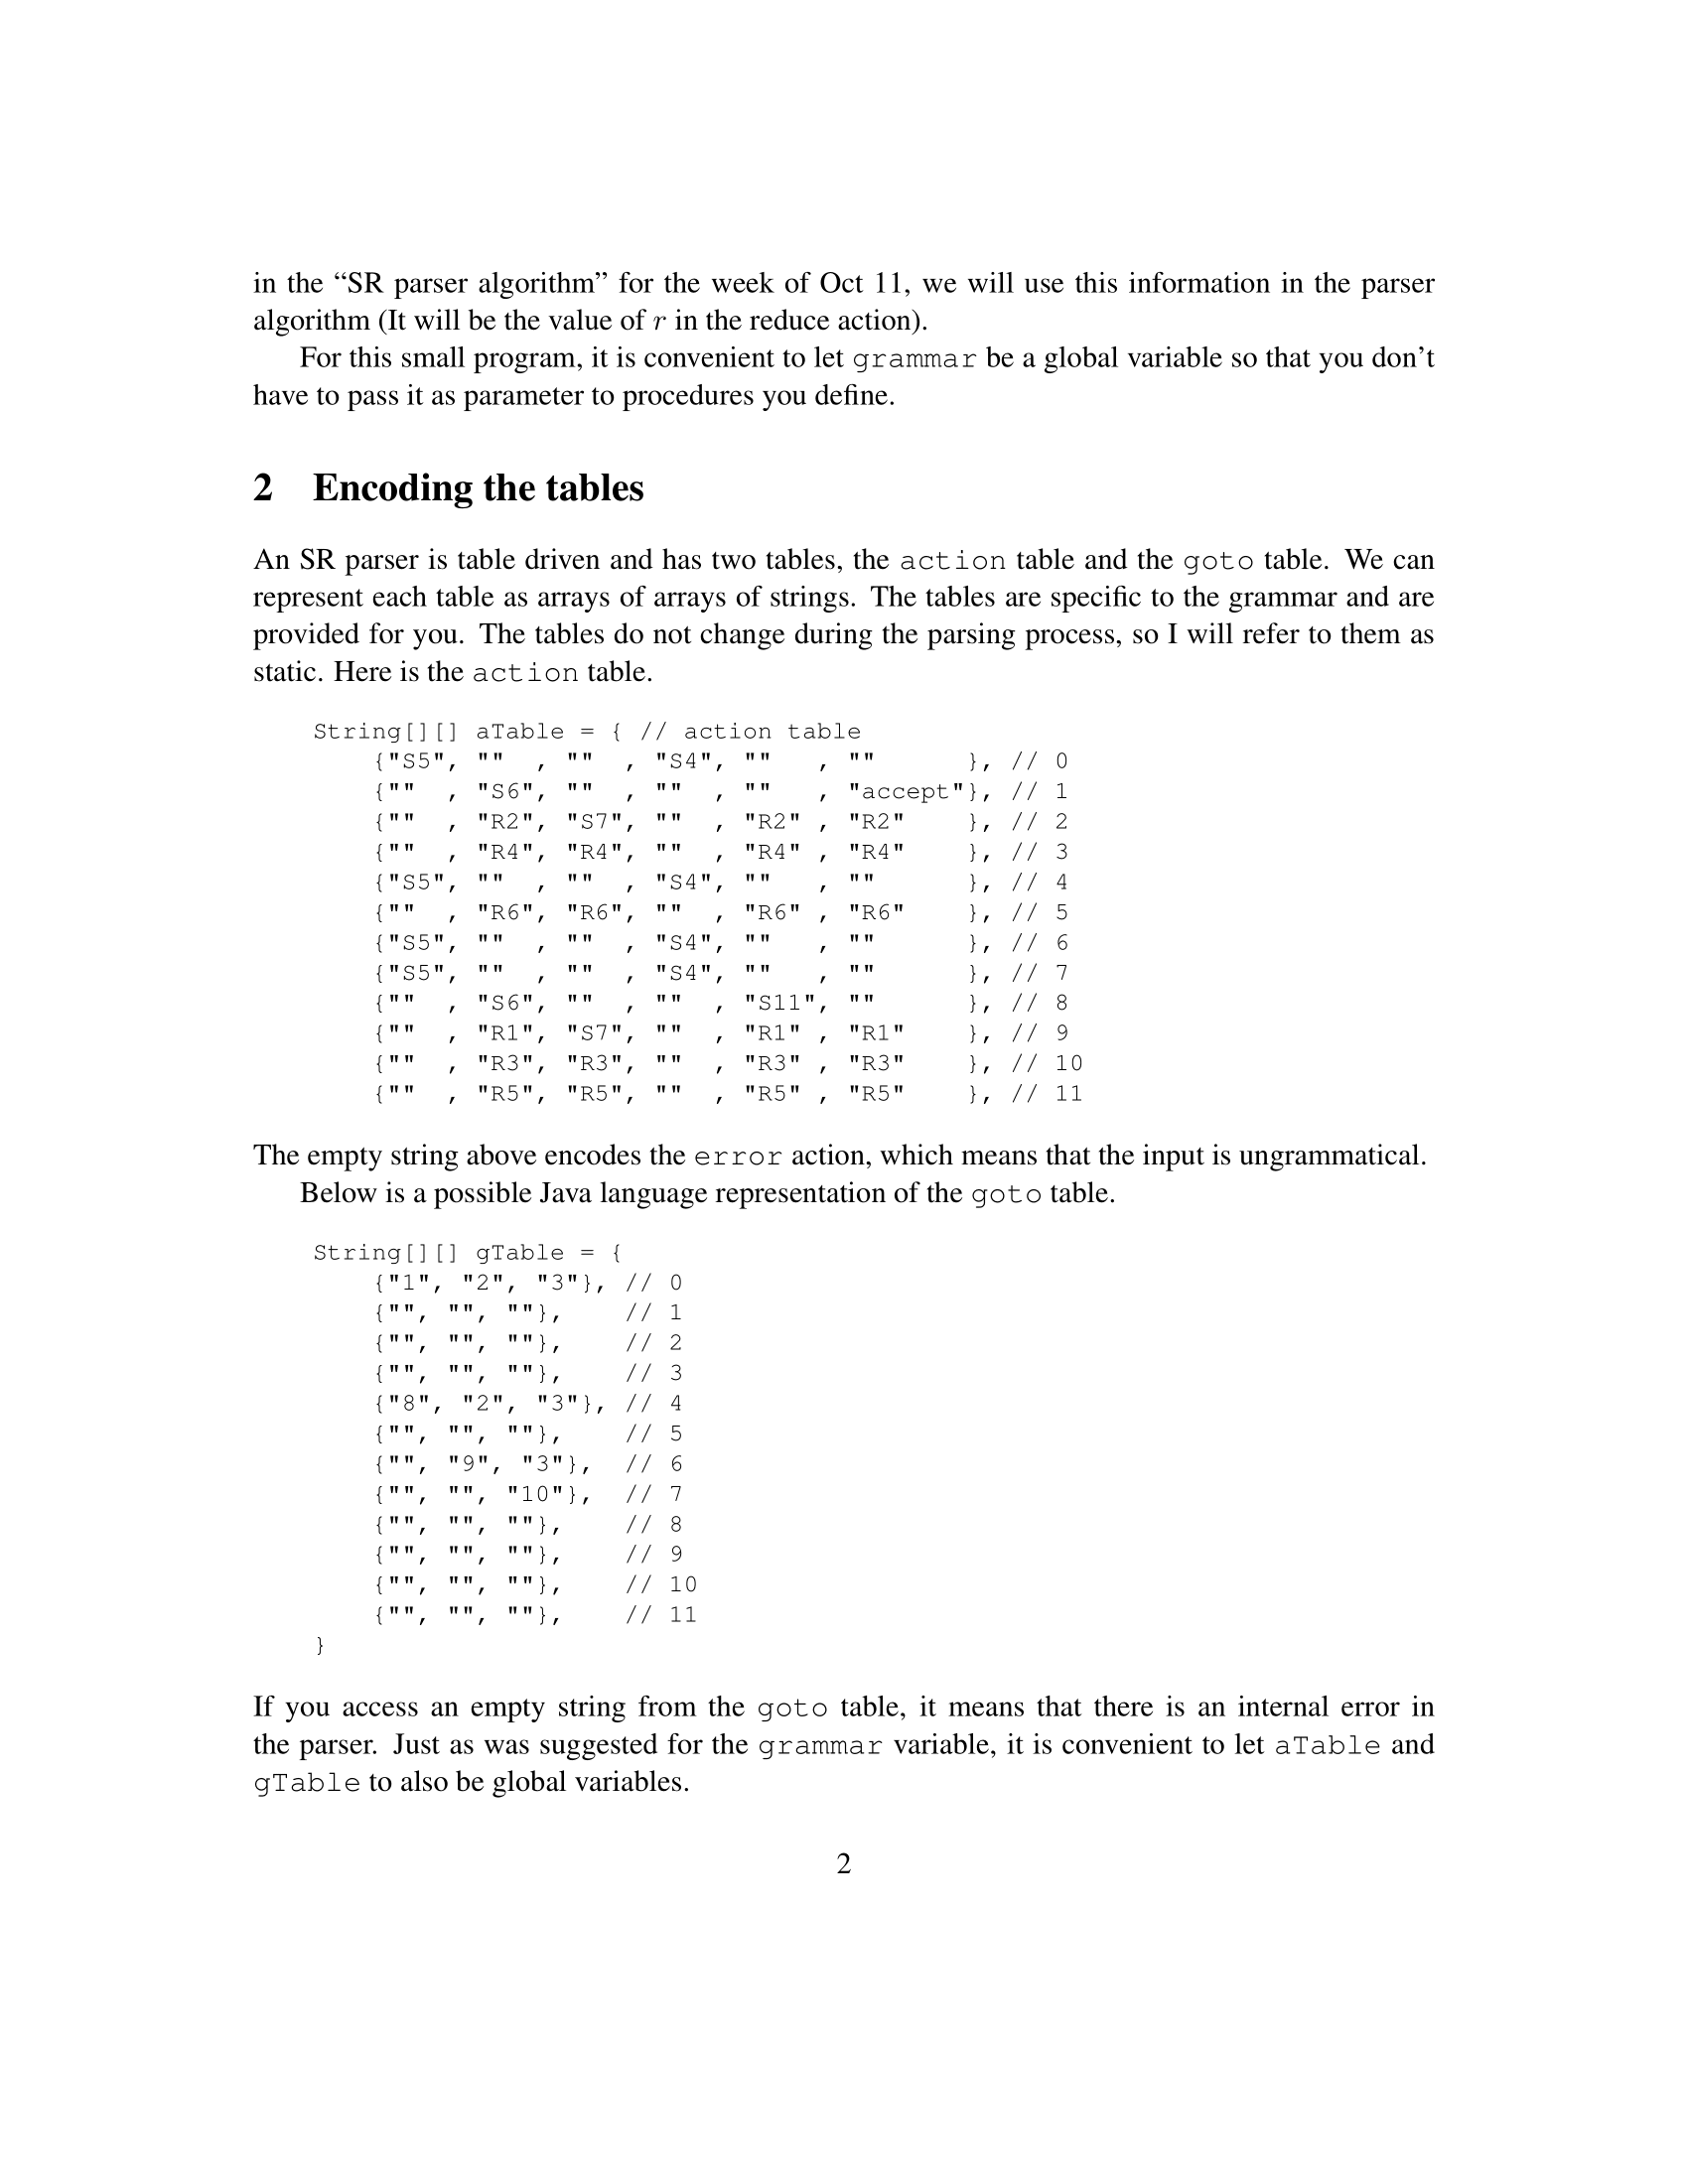 in the “SR parser algorithm” for the week of Oct 11, we will use this information in the parser
algorithm (It will be the value of r in the reduce action).
For this small program, it is convenient to let grammar be a global variable so that you don’t
have to pass it as parameter to procedures you define.
2 Encoding the tables
An SR parser is table driven and has two tables, the action table and the goto table. We can
represent each table as arrays of arrays of strings. The tables are specific to the grammar and are
provided for you. The tables do not change during the parsing process, so I will refer to them as
static. Here is the action table.
String[][] aTable = { // action table
    {"S5", ""  , ""  , "S4", ""   , ""      }, // 0
    {""  , "S6", ""  , ""  , ""   , "accept"}, // 1
    {""  , "R2", "S7", ""  , "R2" , "R2"    }, // 2
    {""  , "R4", "R4", ""  , "R4" , "R4"    }, // 3
    {"S5", ""  , ""  , "S4", ""   , ""      }, // 4
    {""  , "R6", "R6", ""  , "R6" , "R6"    }, // 5
    {"S5", ""  , ""  , "S4", ""   , ""      }, // 6
    {"S5", ""  , ""  , "S4", ""   , ""      }, // 7
    {""  , "S6", ""  , ""  , "S11", ""      }, // 8
    {""  , "R1", "S7", ""  , "R1" , "R1"    }, // 9
    {""  , "R3", "R3", ""  , "R3" , "R3"    }, // 10
    {""  , "R5", "R5", ""  , "R5" , "R5"    }, // 11
The empty string above encodes the error action, which means that the input is ungrammatical.
Below is a possible Java language representation of the goto table.
String[][] gTable = {
    {"1", "2", "3"}, // 0
    {"", "", ""},    // 1
    {"", "", ""},    // 2
    {"", "", ""},    // 3
    {"8", "2", "3"}, // 4
    {"", "", ""},    // 5
    {"", "9", "3"},  // 6
    {"", "", "10"},  // 7
    {"", "", ""},    // 8
    {"", "", ""},    // 9
    {"", "", ""},    // 10
    {"", "", ""},    // 11
}
If you access an empty string from the goto table, it means that there is an internal error in
the parser. Just as was suggested for the grammar variable, it is convenient to let aTable and
gTable to also be global variables.
2